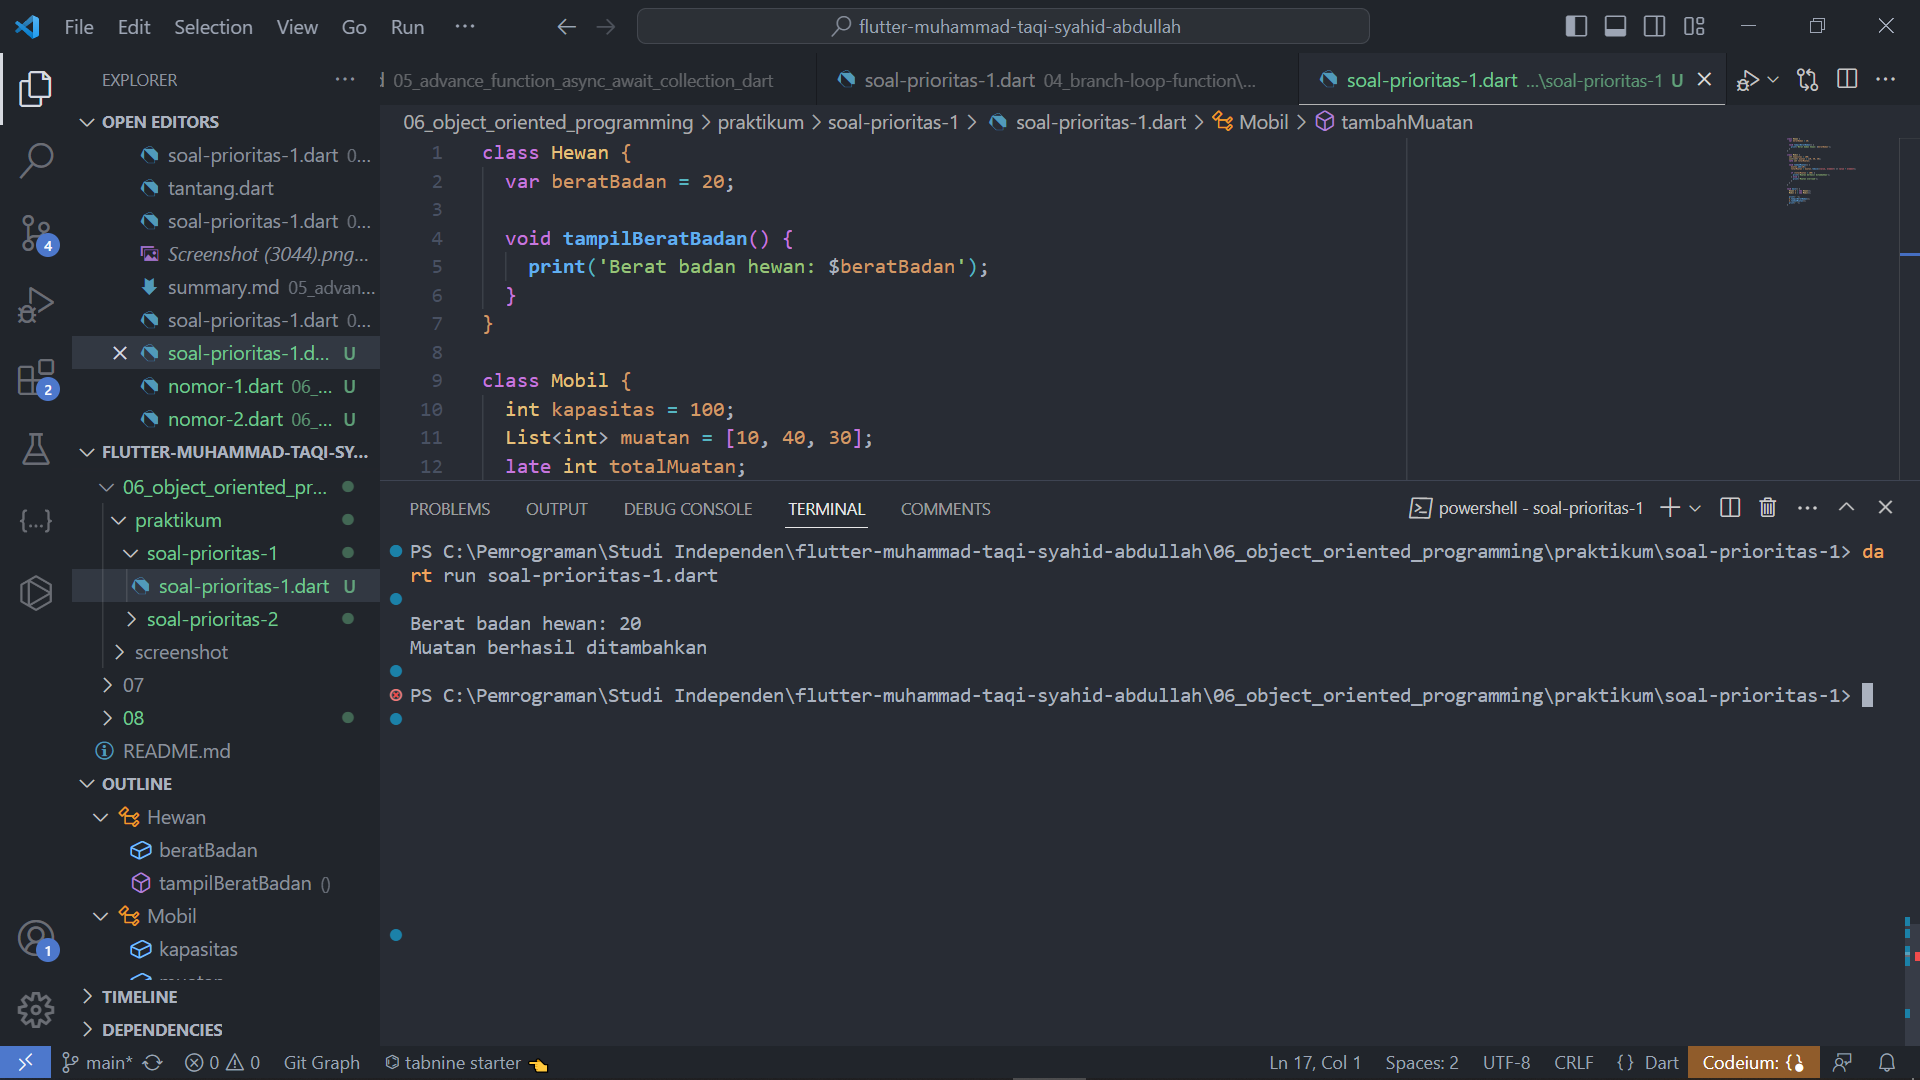 File Edit Selection View Go Run ···
flutter-muhammad-taqi-syahid-abdullah
EXPLORER
OPEN EDITORS
soal-prioritas-1.dart 0...
tantang.dart
soal-prioritas-1.dart 0...
Screenshot (3044).png...
summary.md 05_advan...
soal-prioritas-1.dart 0...
soal-prioritas-1.d... U
nomor-1.dart 06_... U
nomor-2.dart 06_... U
FLUTTER-MUHAMMAD-TAQI-SY...
06_object_oriented_pr...
praktikum
soal-prioritas-1
soal-prioritas-1.dart U
soal-prioritas-2
screenshot
07
08
README.md
OUTLINE
Hewan
beratBadan
tampilBeratBadan ()
Mobil
kapasitas
TIMELINE
DEPENDENCIES
4
2
1
05_advance_function_async_await_collection_dart
soal-prioritas-1.dart 04_branch-loop-function\...
soal-prioritas-1.dart ...\soal-prioritas-1 U
06_object_oriented_programming > praktikum > soal-prioritas-1 > soal-prioritas-1.dart > Mobil > tambahMuatan
1 class Hewan {
2 var beratBadan = 20;
3
4 void tampilBeratBadan() {
5 print('Berat badan hewan: $beratBadan');
6 }
7 }
8
9 class Mobil {
10 int kapasitas = 100;
11 List<int> muatan = [10, 40, 30];
12 late int totalMuatan;
PROBLEMS OUTPUT DEBUG CONSOLE TERMINAL COMMENTS
powershell - soal-prioritas-1
PS C:\Pemrograman\Studi Independen\flutter-muhammad-taqi-syahid-abdullah\06_object_oriented_programming\praktikum\soal-prioritas-1> da
rt run soal-prioritas-1.dart
Berat badan hewan: 20
Muatan berhasil ditambahkan
PS C:\Pemrograman\Studi Independen\flutter-muhammad-taqi-syahid-abdullah\06_object_oriented_programming\praktikum\soal-prioritas-1>
main* 0 0 Git Graph tabnine starter
Ln 17, Col 1 Spaces: 2 UTF-8 CRLF {} Dart Codeium: {}